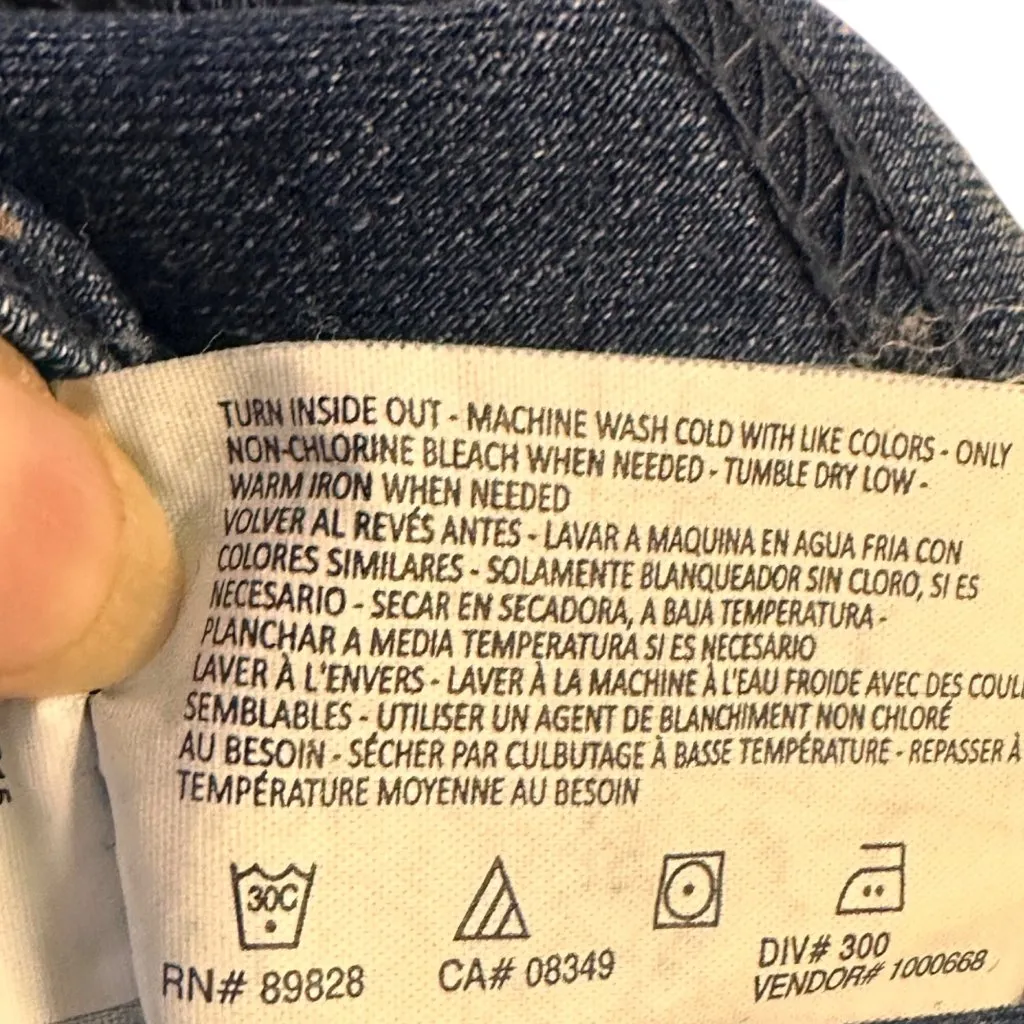 TURN INSIDE OUT - MACHINE WASH COLD WITH LIKE COLORS - ONLY
NON-CHLORINE BLEACH WHEN NEEDED - TUMBLE DRY LOW -
WARM IRON WHEN NEEDED
VOLVER AL REVÉS ANTES - LAVAR A MAQUINA EN AGUA FRIA CON
COLORES SIMILARES - SOLAMENTE BLANQUEADOR SIN CLORO, SI ES
NECESARIO - SECAR EN SECADORA, A BAJA TEMPERATURA -
PLANCHAR A MEDIA TEMPERATURA SI ES NECESARIO
LAVER À L'ENVERS - LAVER À LA MACHINE À L'EAU FROIDE AVEC DES
SEMBLABLES - UTILISER UN AGENT DE BLANCHIMENT NON CHLORÉ
AU BESOIN - SÉCHER PAR CULBUTAGE À BASSE TEMPÉRATURE - REPASSER À
TEMPÉRATURE MOYENNE AU BESOIN
30C
RN# 89828 CA# 08349 DIV# 300
VENDOR# 1000668